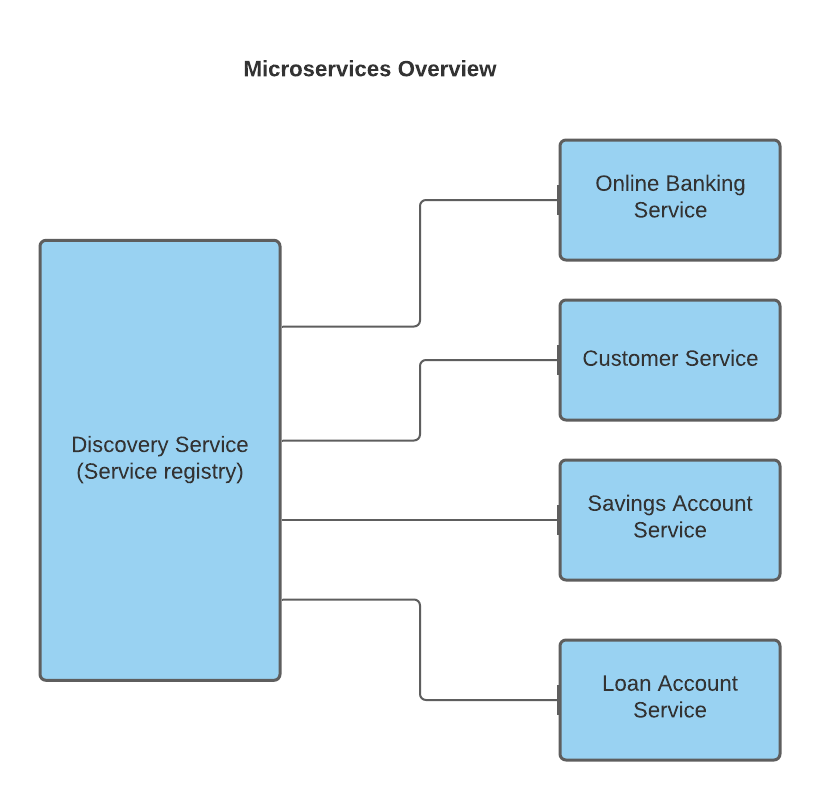 Microservices Overview
Discovery Service
(Service registry)
Online Banking
Service
Customer Service
Savings Account
Service
Loan Account
Service